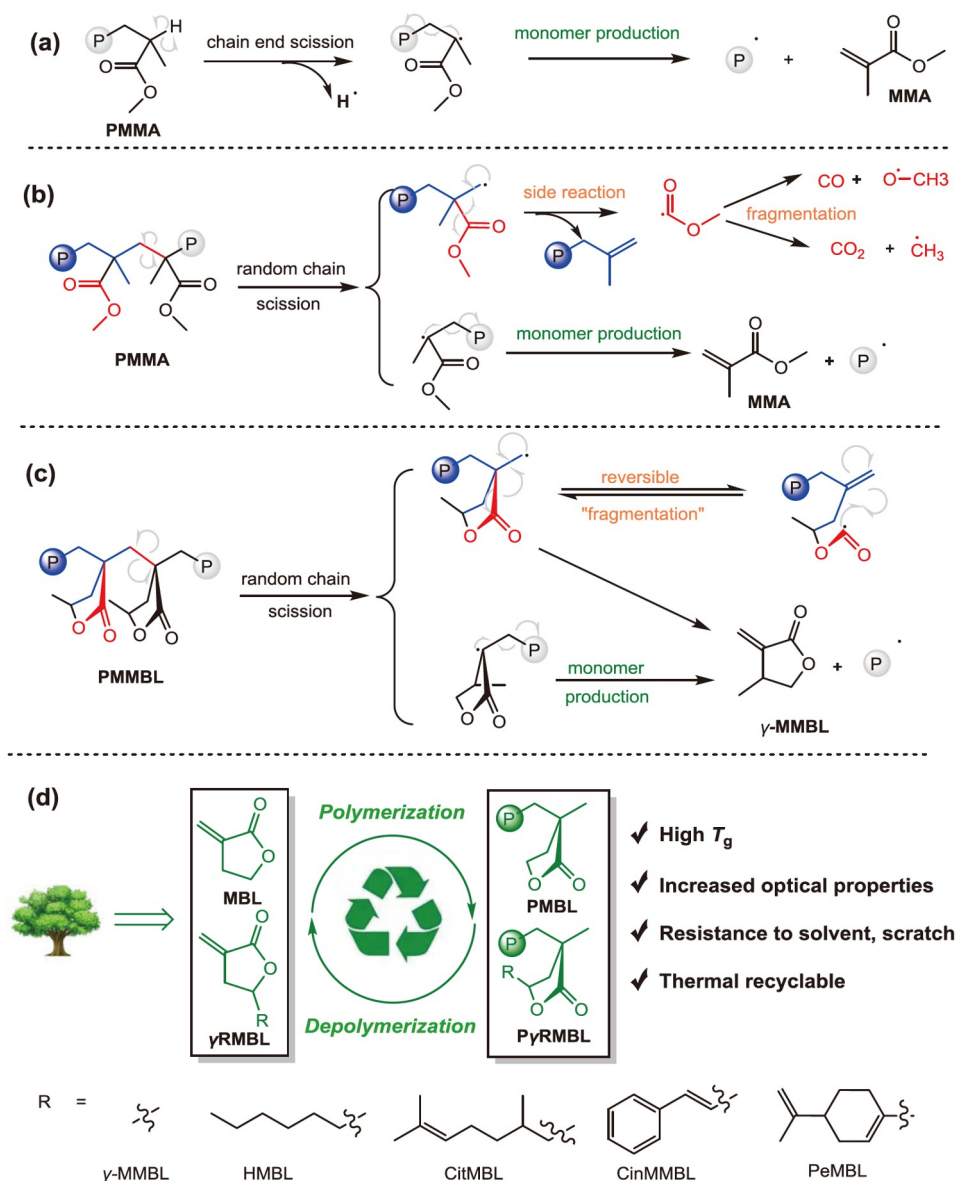 (a)
P
H
O
O
PMMA
chain end scission
H·
P
O
O
monomer production
P·
+
O
O
MMA
(b)
P
P
O
O
O
O
PMMA
random chain
scission
P
O
O
side reaction
P
O
O
fragmentation
CO + O·—CH3
CO2 + ·CH3
P
O
O
monomer production
O
O
MMA
+ P·
(c)
P
P
O
O
O
O
PMMBL
random chain
scission
P
O
O
reversible
"fragmentation"
P
O
O
P
O
O
monomer
production
O
O
γ-MMBL
+ P·
(d)
O
O
MBL
O
O
R
γRMBL
Polymerization
Depolymerization
P
O
O
PMBL
P
R
O
O
PγRMBL
✓ High Tg
✓ Increased optical properties
✓ Resistance to solvent, scratch
✓ Thermal recyclable
R =
γ-MMBL
HMBL
CitMBL
CinMMBL
PeMBL